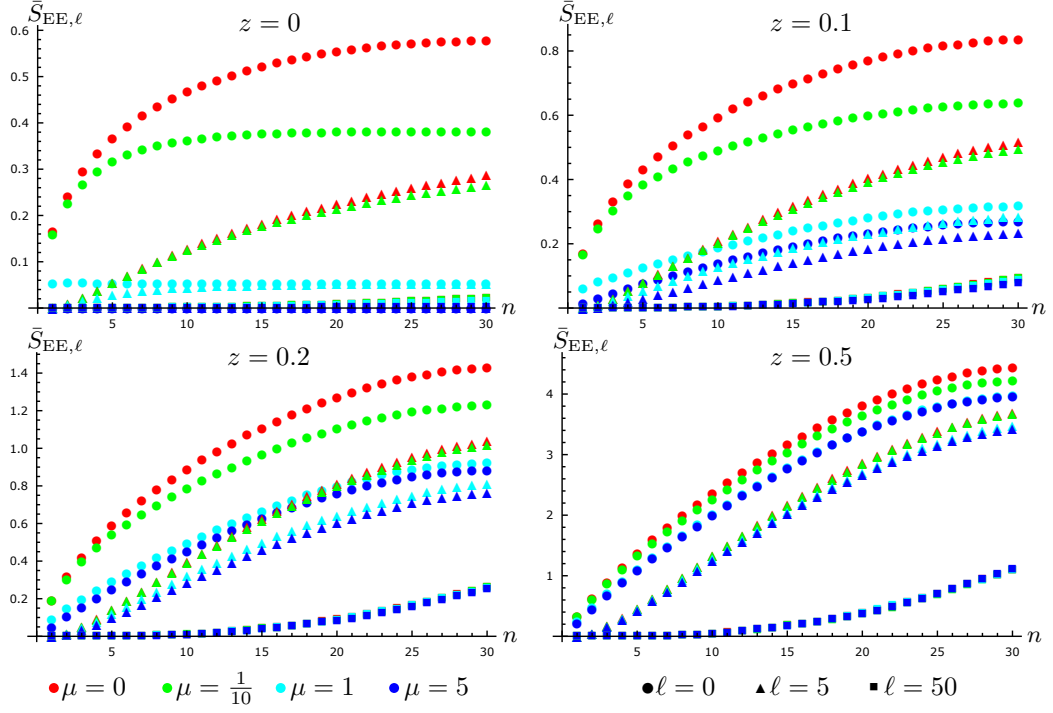 S̄_EE,ℓ z = 0
0.6
0.5
0.4
0.3
0.2
0.1
5 10 15 20 25 30 n
S̄_EE,ℓ z = 0.1
0.8
0.6
0.4
0.2
5 10 15 20 25 30 n
S̄_EE,ℓ z = 0.2
1.4
1.2
1.0
0.8
0.6
0.4
0.2
5 10 15 20 25 30 n
S̄_EE,ℓ z = 0.5
4
3
2
1
5 10 15 20 25 30 n
μ = 0 μ = 1/10 μ = 1 μ = 5 ℓ = 0 ℓ = 5 ℓ = 50